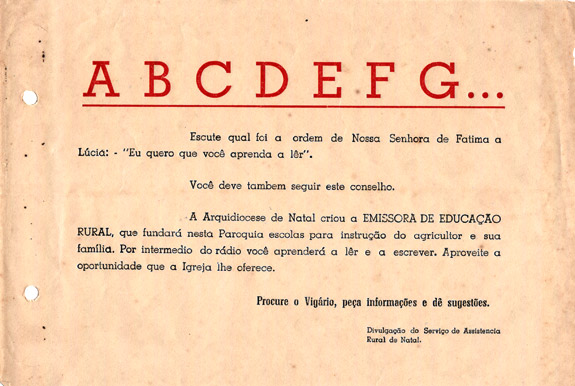 A B C D E F G...
Escute qual foi a ordem de Nossa Senhora de Fatima a
Lúcia: - "Eu quero que você aprenda a lêr".
Você deve tambem seguir este conselho.
A Arquidiocese de Natal criou a EMISSORA DE EDUCAÇÃO
RURAL, que fundará nesta Paroquia escolas para instrução do agricultor e sua
família. Por intermedio do rádio você aprenderá a lêr e a escrever. Aproveite a
oportunidade que a Igreja lhe oferece.
Procure o Vigário, peça informações e dê sugestões.
Divulgação do Serviço de Assistencia
Rural de Natal.